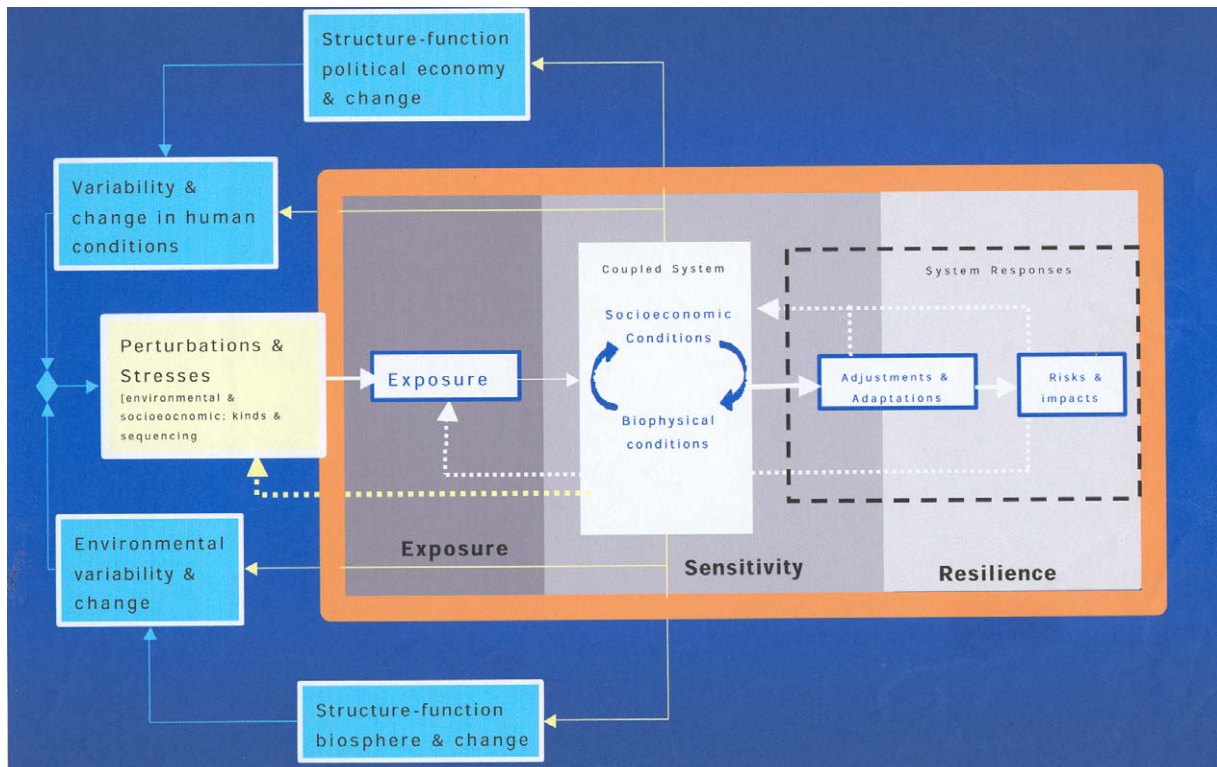 Structure-function
political economy
& change
Variability &
change in human
conditions
Perturbations &
Stresses
[environmental &
socioeocnomic; kinds &
sequencing
Environmental
variability &
change
Structure-function
biosphere & change
Exposure
Coupled System
Socioeconomic
Conditions
Biophysical
conditions
System Responses
Adjustments &
Adaptations
Risks &
impacts
Exposure
Sensitivity
Resilience